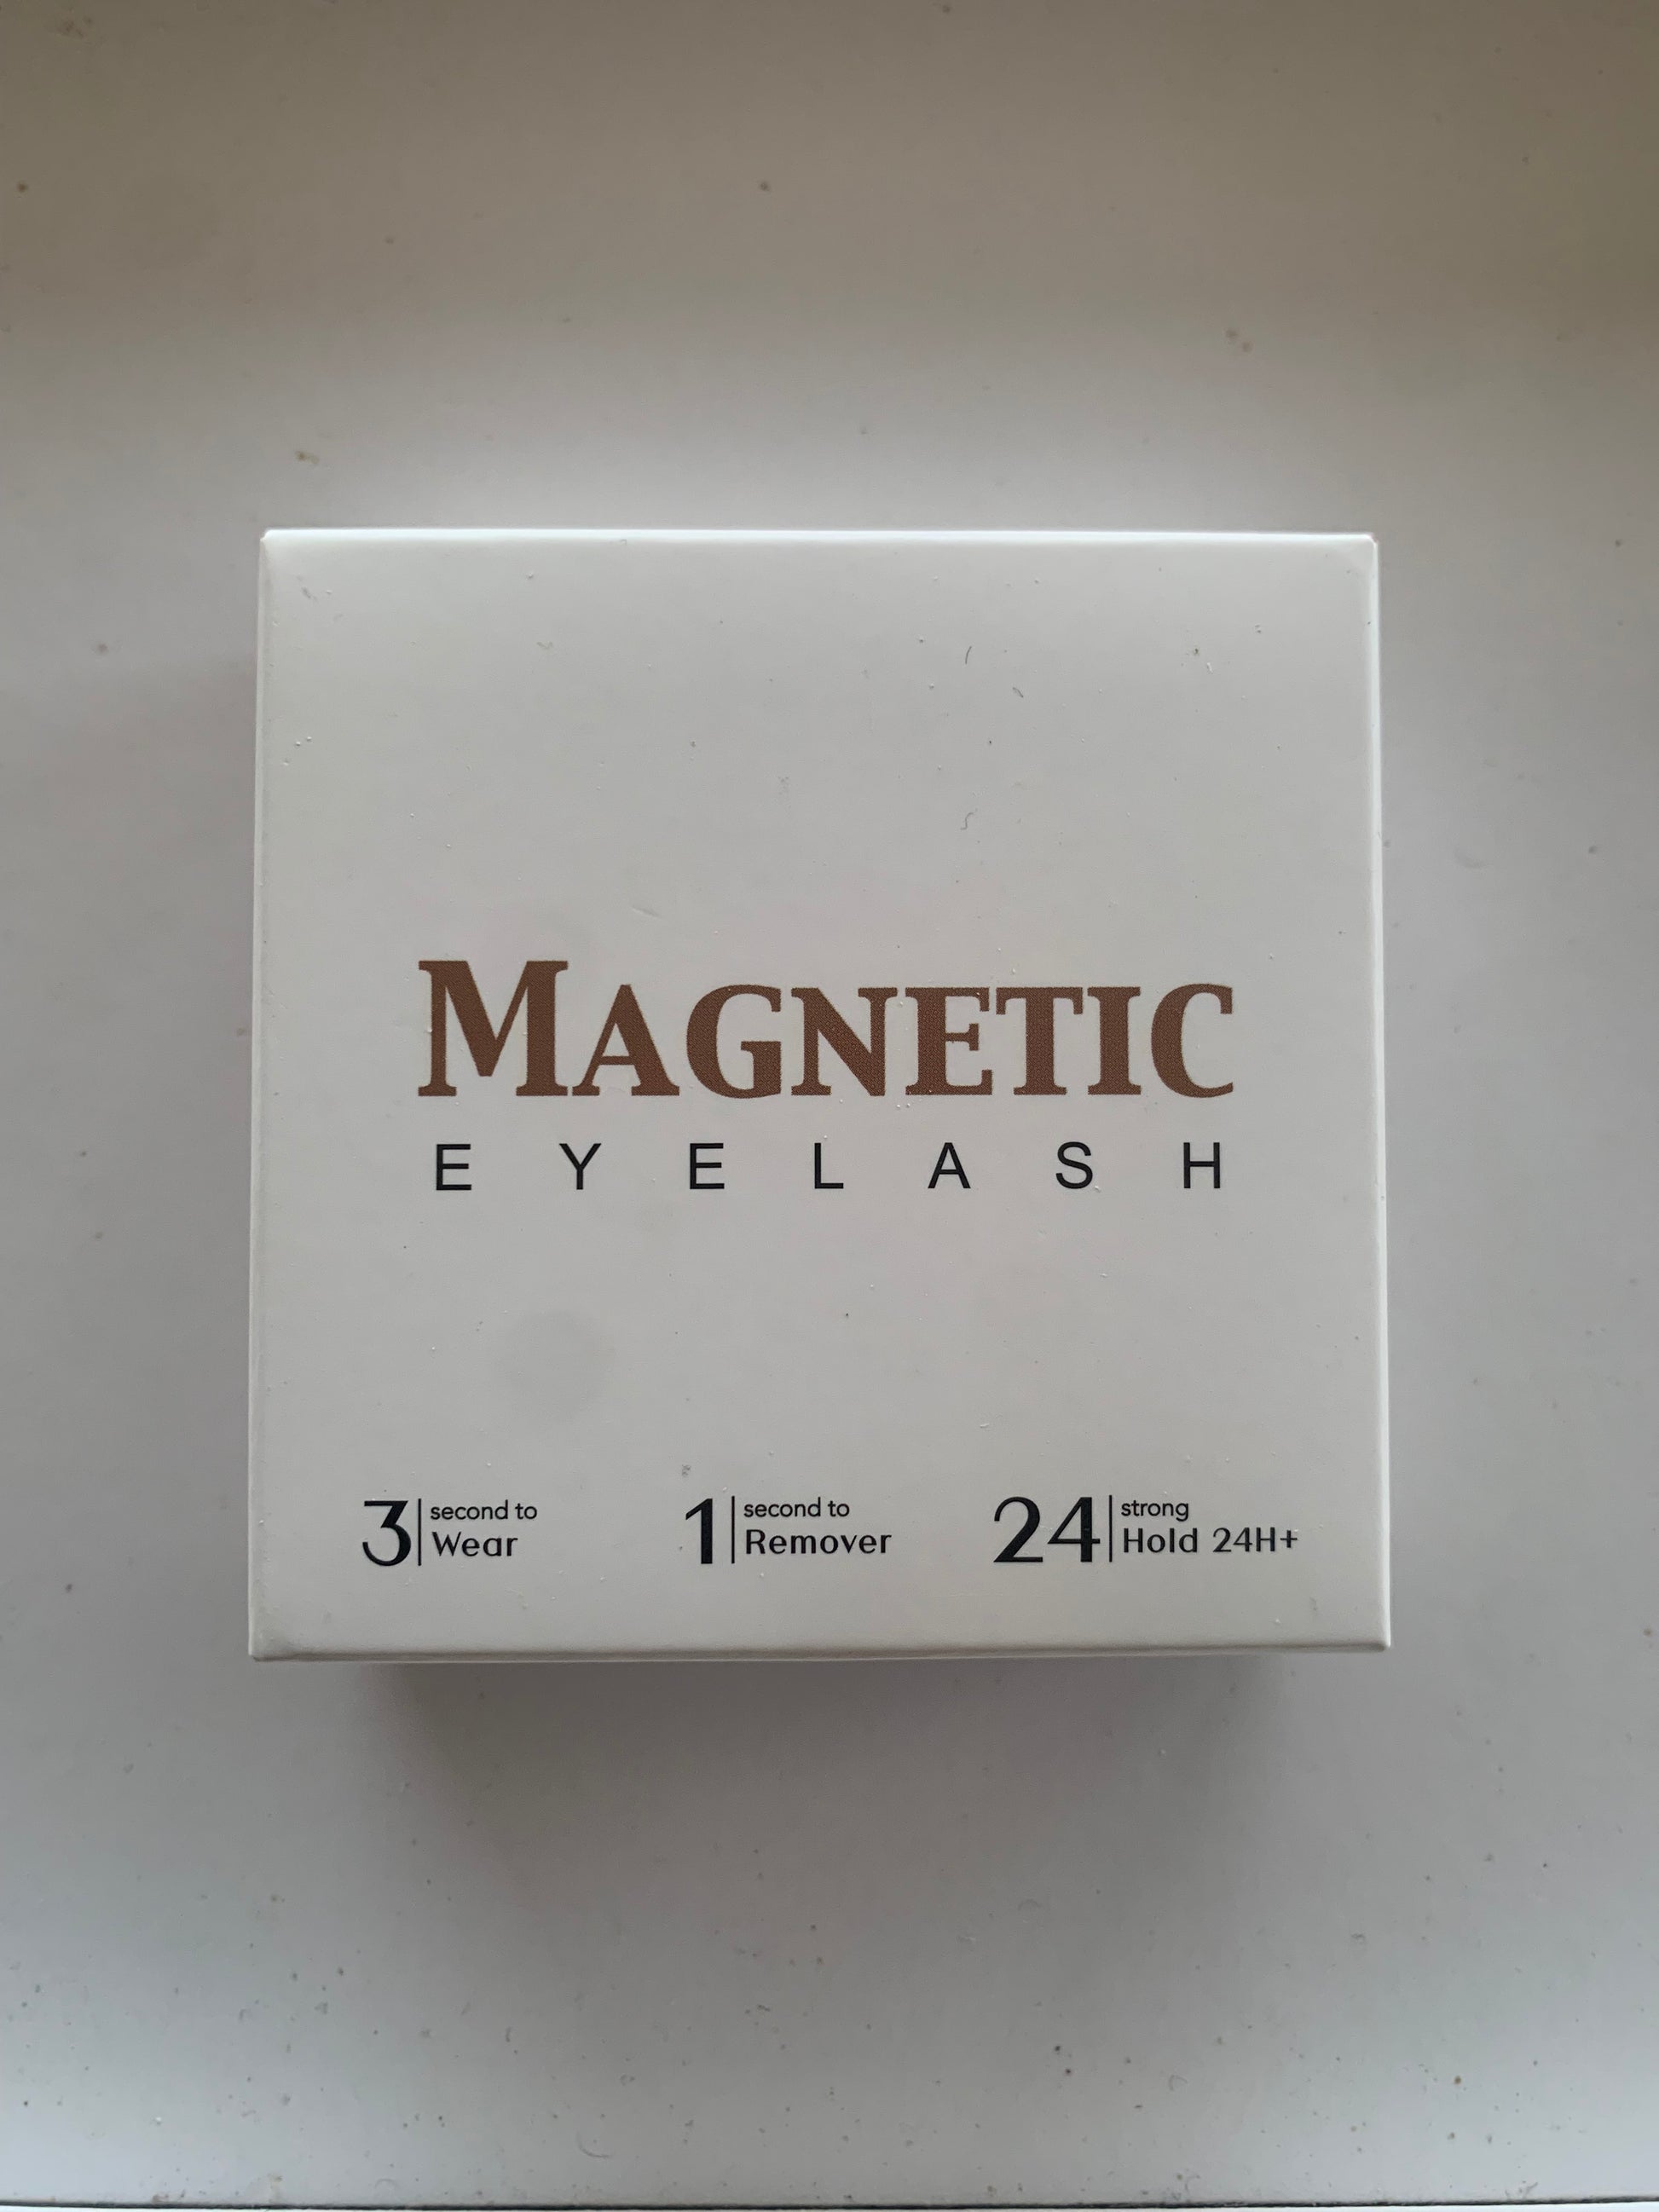 MAGNETIC
EYELASH
3 second to Wear
1 second to Remover
24 strong Hold 24H+